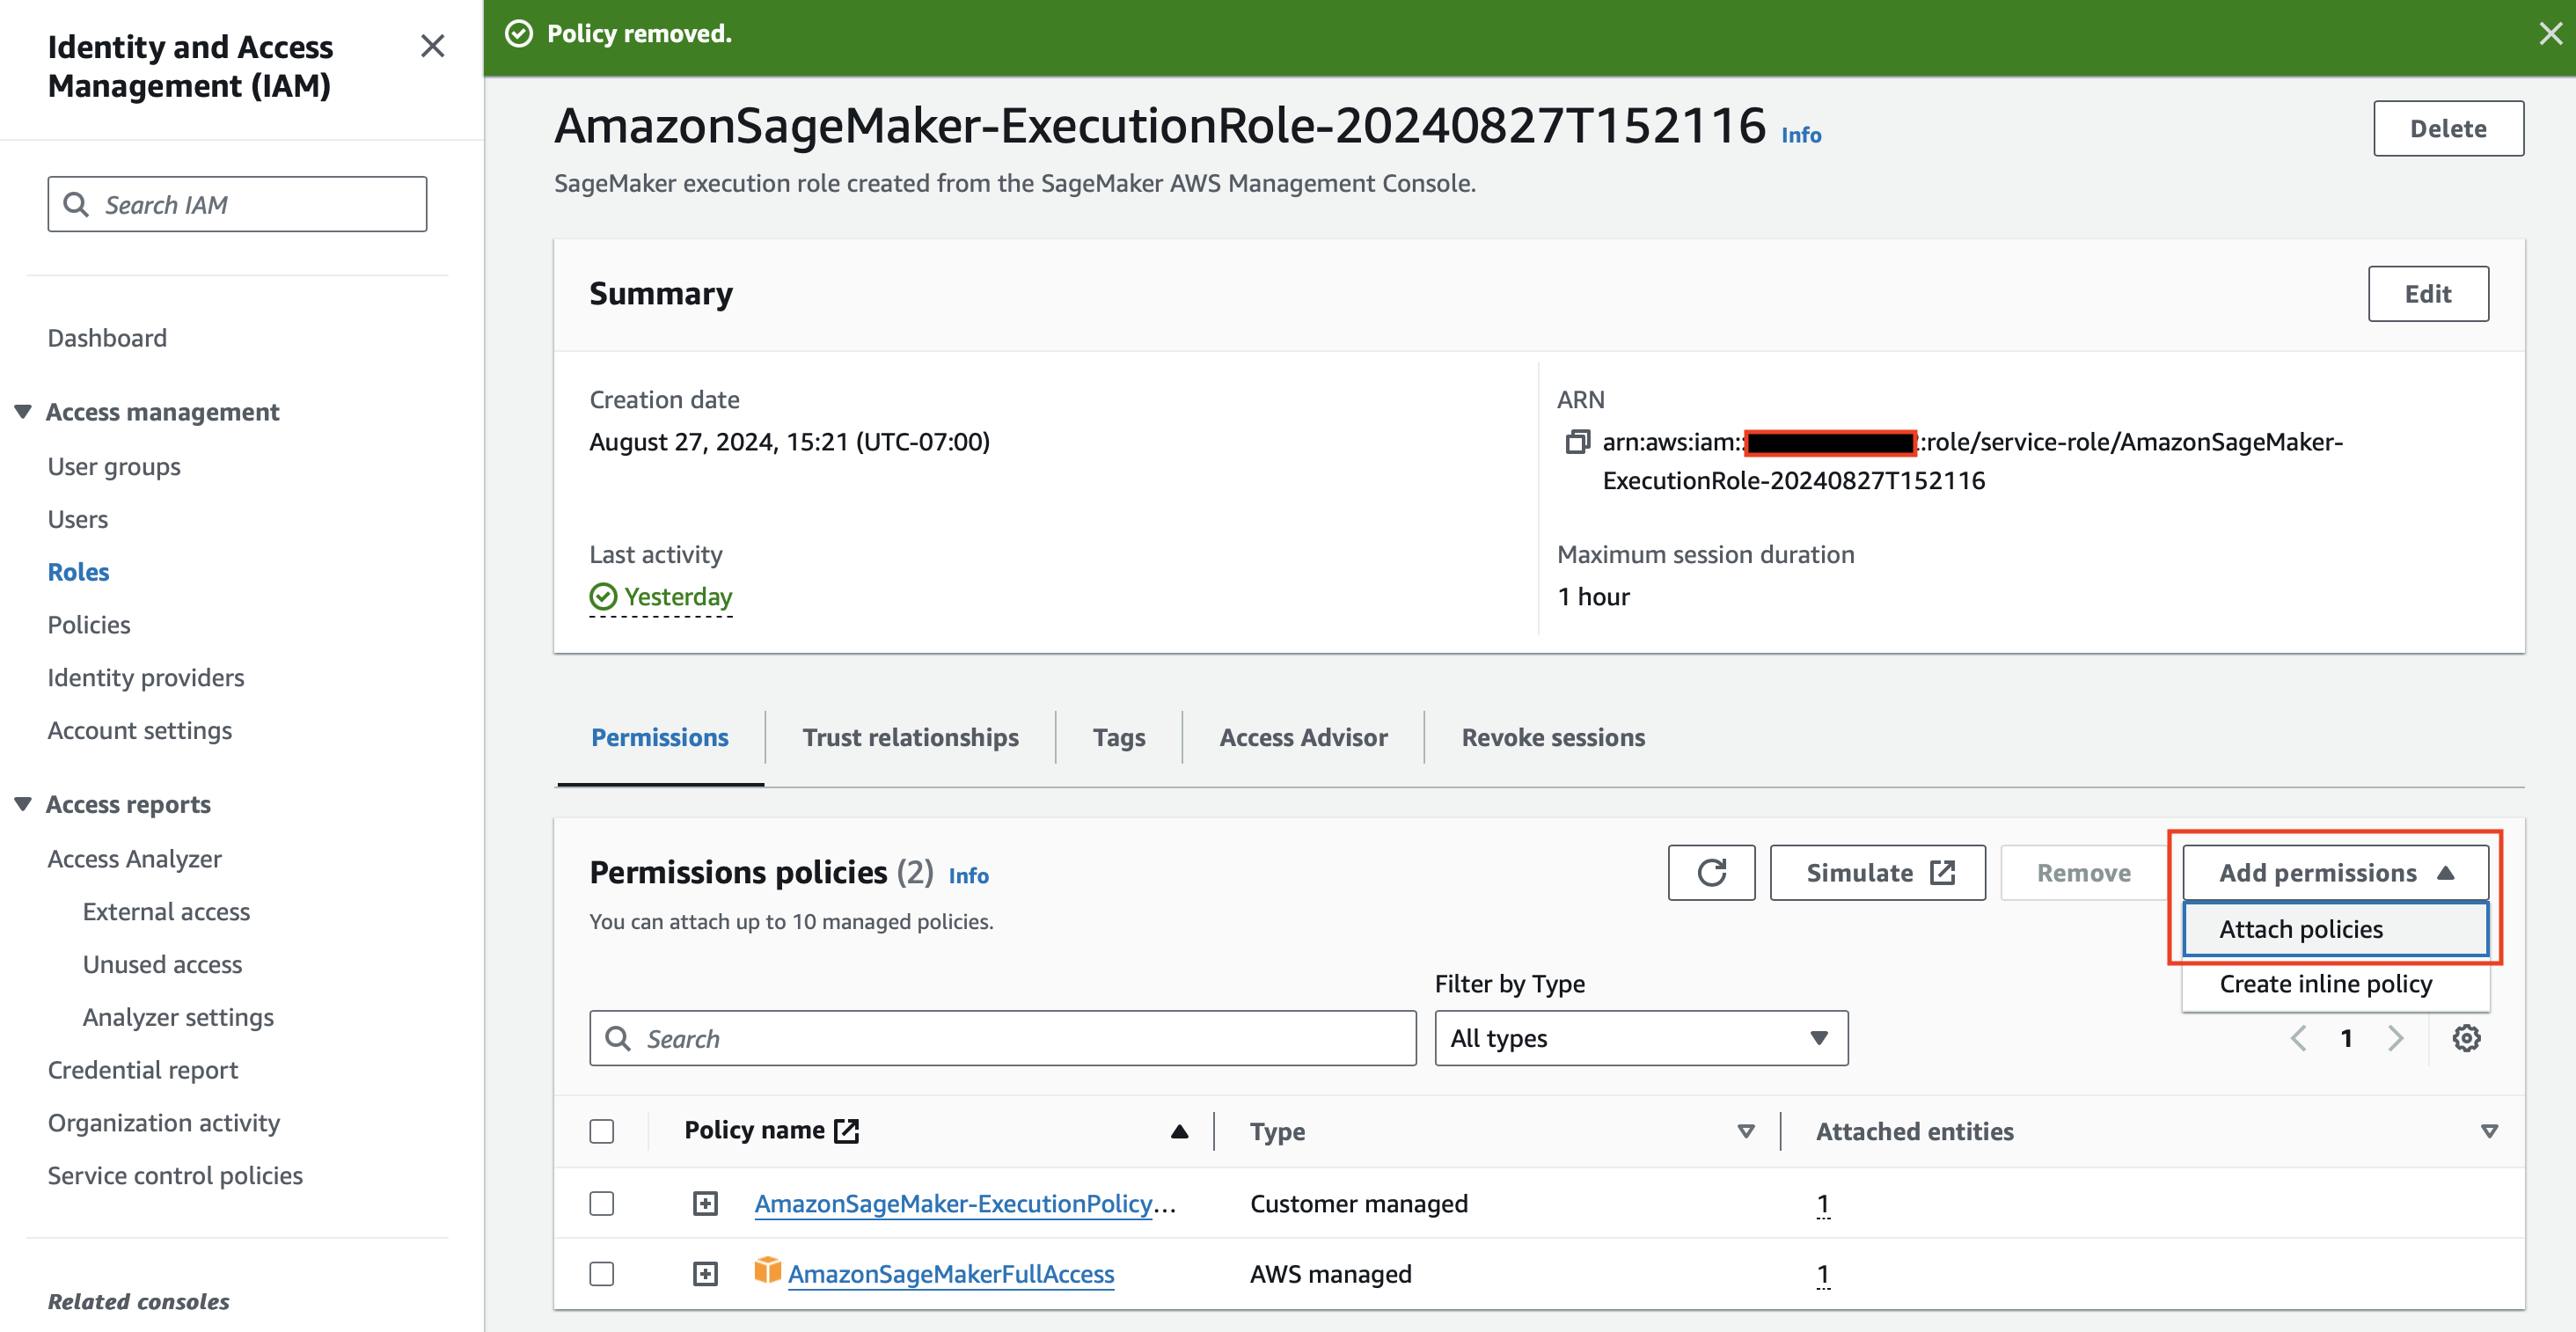 Identity and Access
Management (IAM)
Search IAM
Dashboard
Access management
User groups
Users
Roles
Policies
Identity providers
Account settings
Access reports
Access Analyzer
External access
Unused access
Analyzer settings
Credential report
Organization activity
Service control policies
Related consoles
Policy removed.
AmazonSageMaker-ExecutionRole-20240827T152116 Info
Delete
SageMaker execution role created from the SageMaker AWS Management Console.
Summary
Edit
Creation date
August 27, 2024, 15:21 (UTC-07:00)
ARN
arn:aws:iam:: :role/service-role/AmazonSageMaker-
ExecutionRole-20240827T152116
Last activity
Yesterday
Maximum session duration
1 hour
Permissions
Trust relationships
Tags
Access Advisor
Revoke sessions
Permissions policies (2) Info
You can attach up to 10 managed policies.
Simulate
Remove
Add permissions
Attach policies
Create inline policy
Search
Filter by Type
All types
1
Policy name
Type
Attached entities
AmazonSageMaker-ExecutionPolicy...
Customer managed
1
AmazonSageMakerFullAccess
AWS managed
1